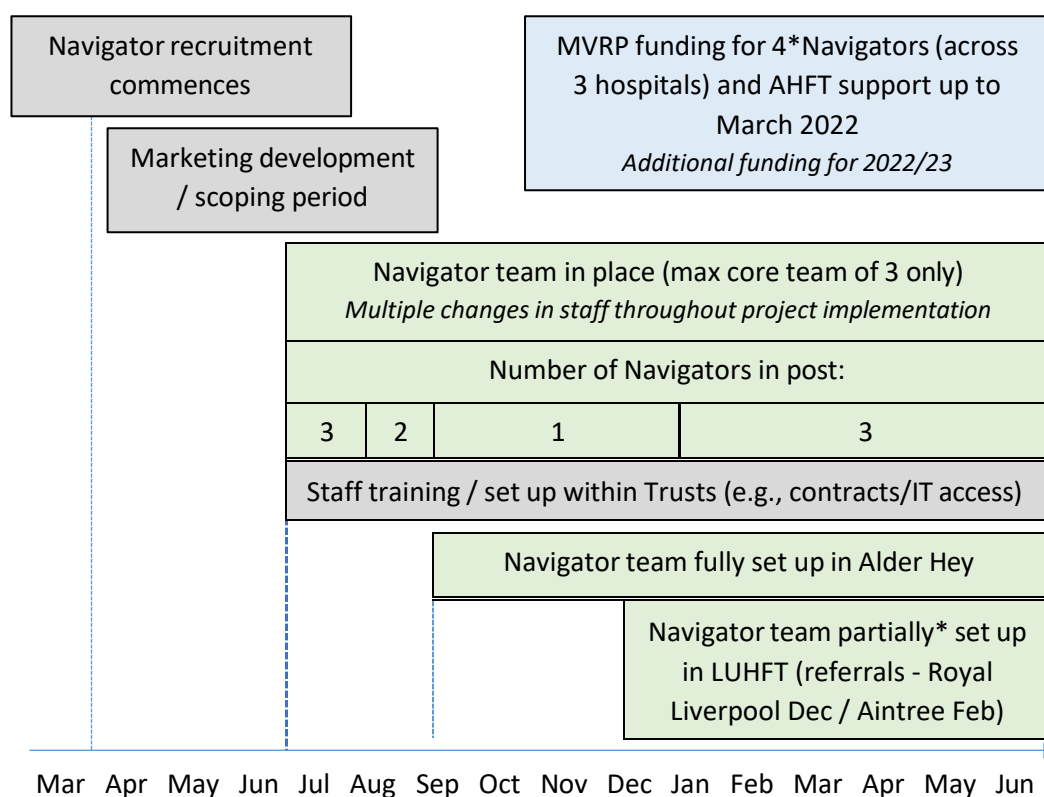 Navigator recruitment
commences
MVRP funding for 4*Navigators (across
3 hospitals) and AHFT support up to
March 2022
Additional funding for 2022/23
Marketing development
/ scoping period
Navigator team in place (max core team of 3 only)
Multiple changes in staff throughout project implementation
Number of Navigators in post:
3 2 1 3
Staff training / set up within Trusts (e.g., contracts/IT access)
Navigator team fully set up in Alder Hey
Navigator team partially* set up
in LUHFT (referrals - Royal
Liverpool Dec / Aintree Feb)
Mar Apr May Jun Jul Aug Sep Oct Nov Dec Jan Feb Mar Apr May Jun